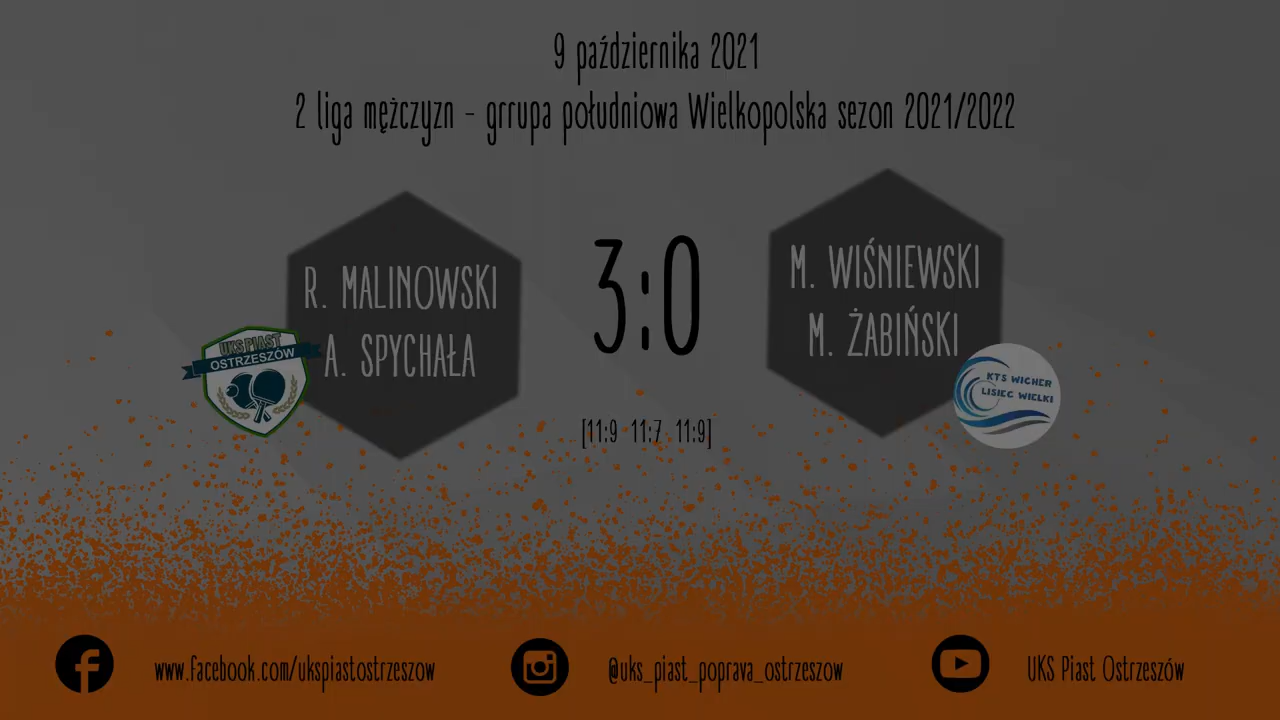 9 października 2021
2 liga mężczyzn - grrupa południowa Wielkopolska sezon 2021/2022
R. MALINOWSKI
A. SPYCHAŁA
UKS PIAST
OSTRZESZÓW
3:0
[11:9 11:7 11:9]
M. WIŚNIEWSKI
M. ŻABIŃSKI
KTS WICHER
LISIEC WIELKI
www.facebook.com/ukspiastostrzeszow
@uks_piast_poprava_ostrzeszow
UKS Piast Ostrzeszów